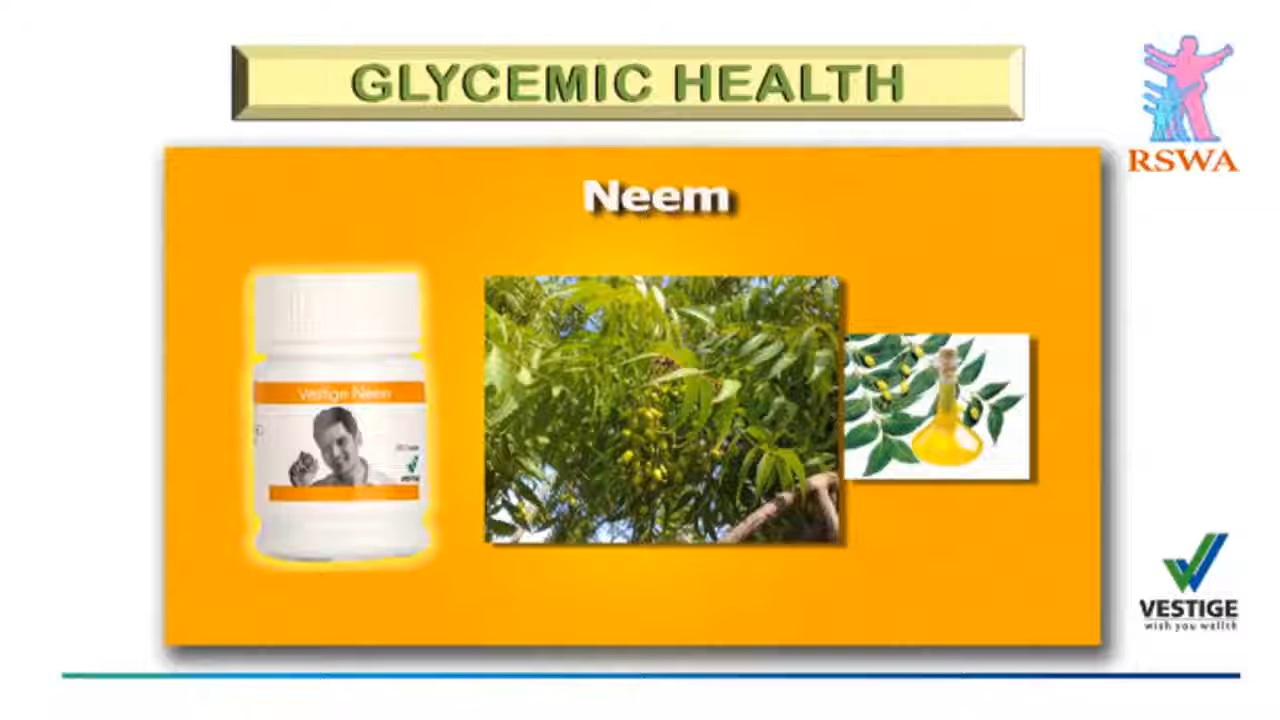 GLYCEMIC HEALTH
RSWA
Neem
Vestige Neem
VESTIGE
wish you wellth